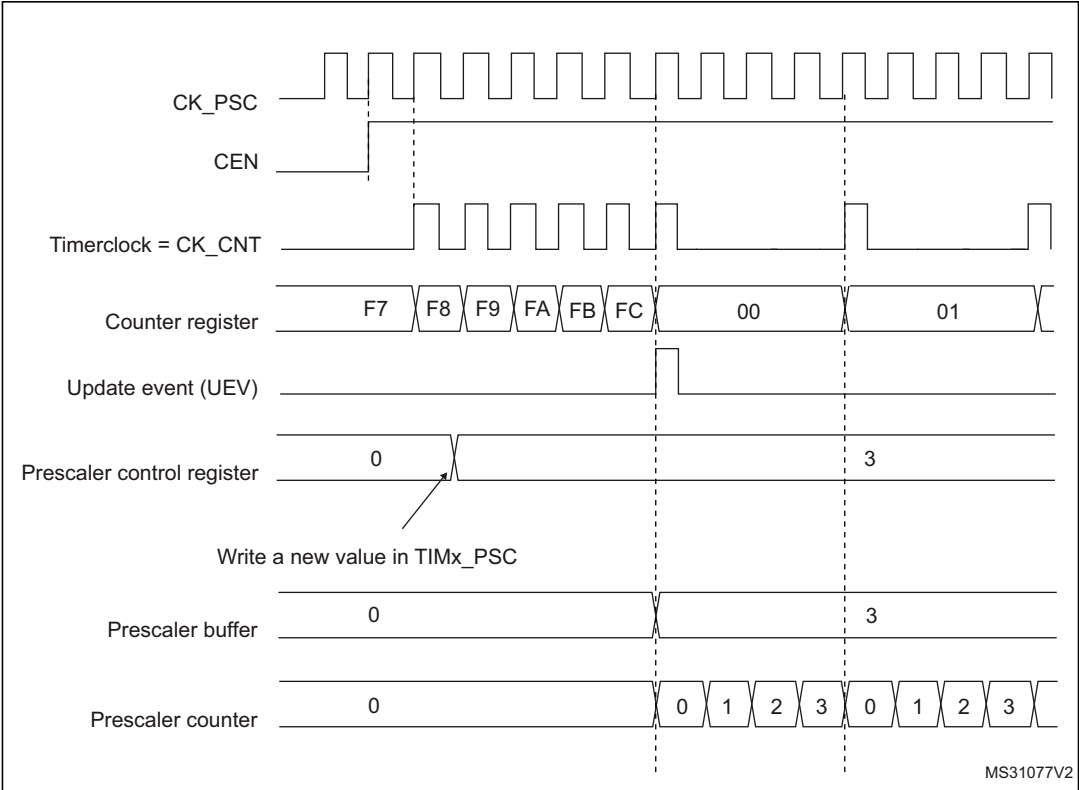 CK_PSC
CEN
Timerclock = CK_CNT
Counter register F7 F8 F9 FA FB FC 00 01
Update event (UEV)
Prescaler control register 0 3
Write a new value in TIMx_PSC
Prescaler buffer 0 3
Prescaler counter 0 0 1 2 3 0 1 2 3
MS31077V2